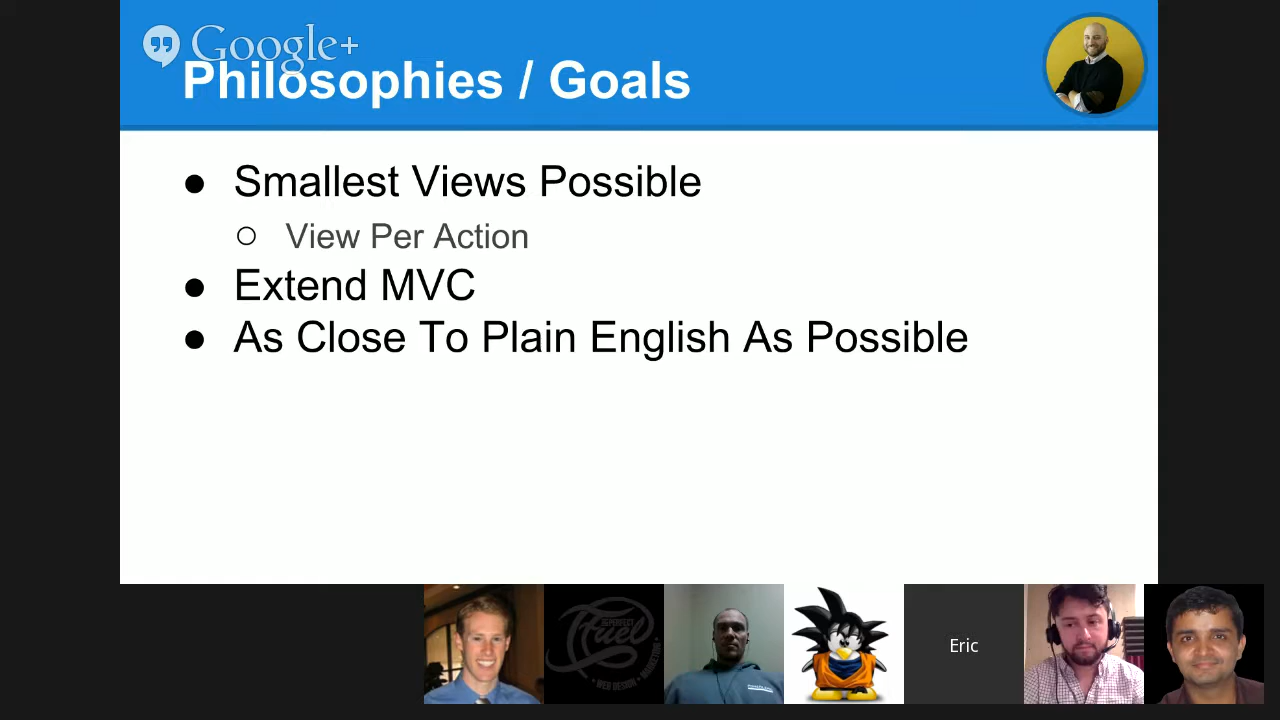 Google+
Philosophies / Goals
● Smallest Views Possible
○ View Per Action
● Extend MVC
● As Close To Plain English As Possible
Fuel
Eric